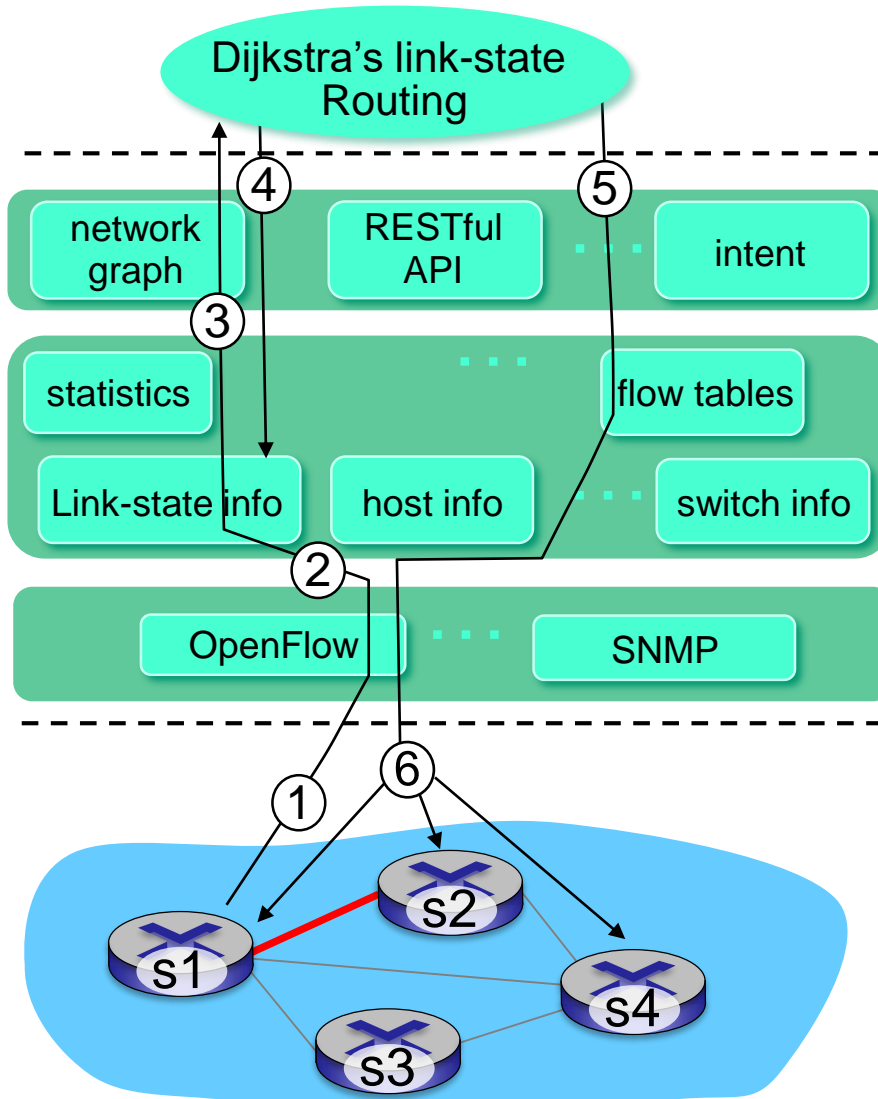 Dijkstra's link-state
Routing
4
5
network
graph
RESTful
API
. . .
intent
3
statistics
. . .
flow tables
Link-state info
host info
. . .
switch info
2
OpenFlow
. . .
SNMP
1
6
s2
s1
s4
s3